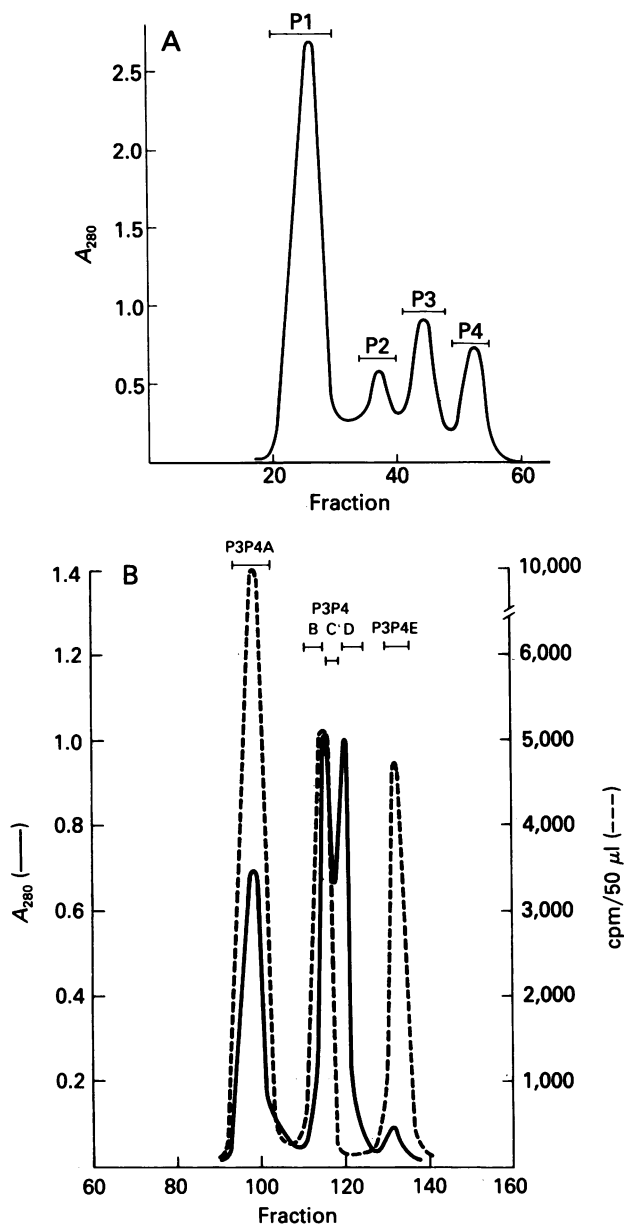 A
P1
2.5
2.0
1.5
1.0
0.5
A280
P2
P3
P4
20 40 60
Fraction
B
P3P4A
P3P4
B C D
P3P4E
1.4
1.2
1.0
0.8
0.6
0.4
0.2
A280 (——)
10,000
6,000
5,000
4,000
3,000
2,000
1,000
cpm/50 μl (---)
60 80 100 120 140 160
Fraction